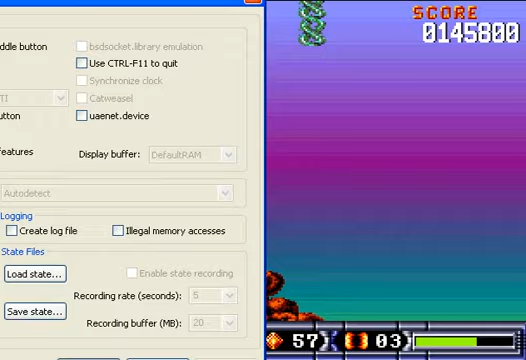 ddle button
bsdsocket.library emulation
Use CTRL-F11 to quit
Synchronize clock
TI
Catweasel
utton
uaenet.device
eatures
Display buffer:
DefaultRAM
Autodetect
Logging
Create log file
Illegal memory accesses
State Files
Load state...
Enable state recording
Recording rate (seconds):
5
Save state...
Recording buffer (MB):
20
SCORE
0145800
57
03